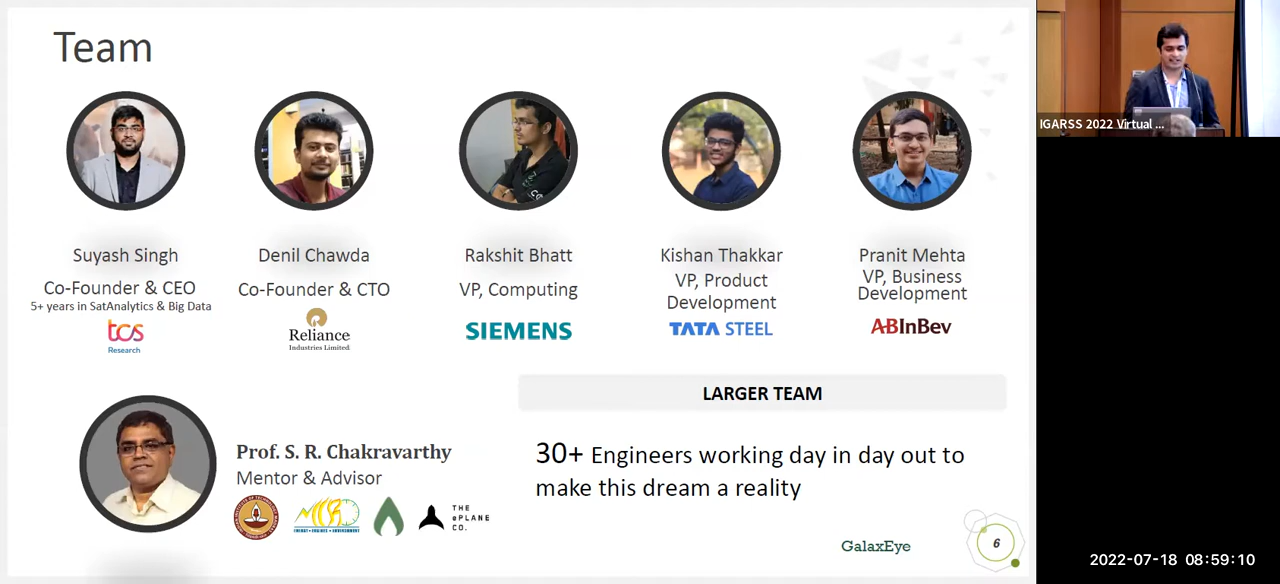 Team
IGARSS 2022 Virtual ...
Suyash Singh
Co-Founder & CEO
5+ years in SatAnalytics & Big Data
tcs
Research
Denil Chawda
Co-Founder & CTO
Reliance
Industries Limited
Rakshit Bhatt
VP, Computing
SIEMENS
Kishan Thakkar
VP, Product
Development
TATA STEEL
Pranit Mehta
VP, Business
Development
ABInBev
Prof. S. R. Chakravarthy
Mentor & Advisor
THE
ePLANE
CO.
LARGER TEAM
30+ Engineers working day in day out to
make this dream a reality
GalaxEye
6
2022-07-18 08:59:10